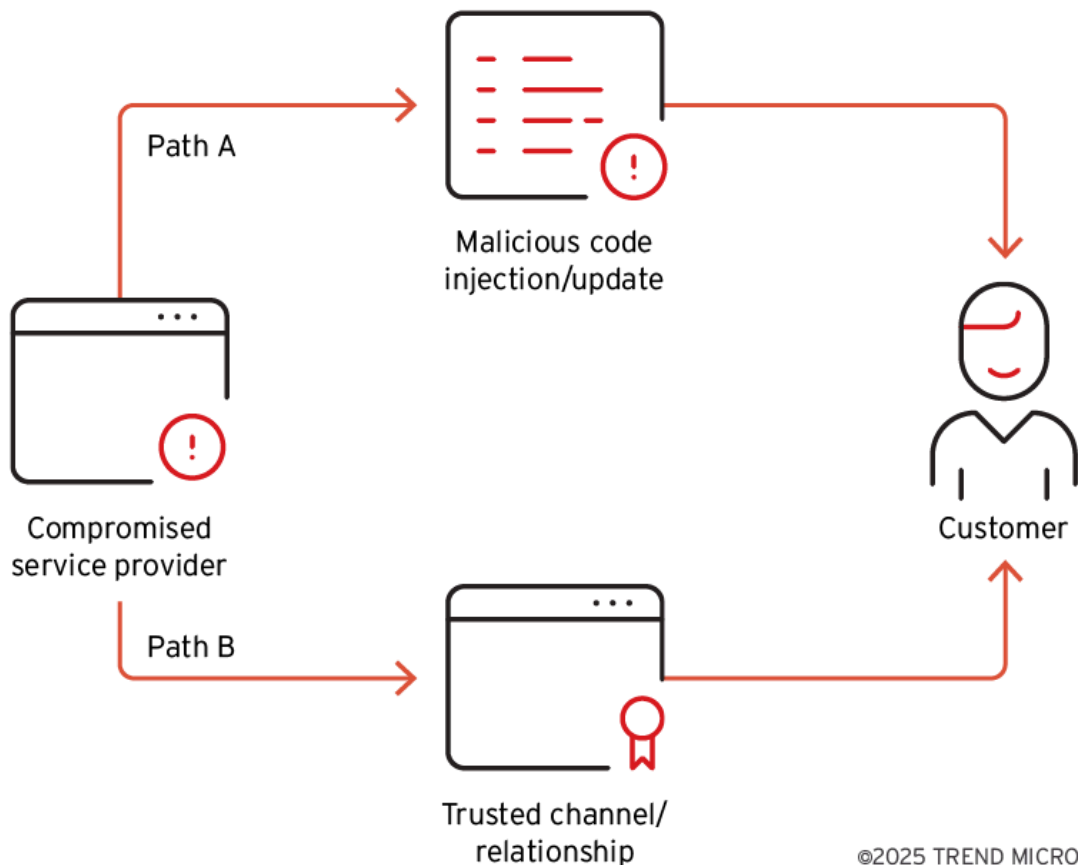 Path A
Malicious code
injection/update
Compromised
service provider
Customer
Path B
Trusted channel/
relationship
©2025 TREND MICRO